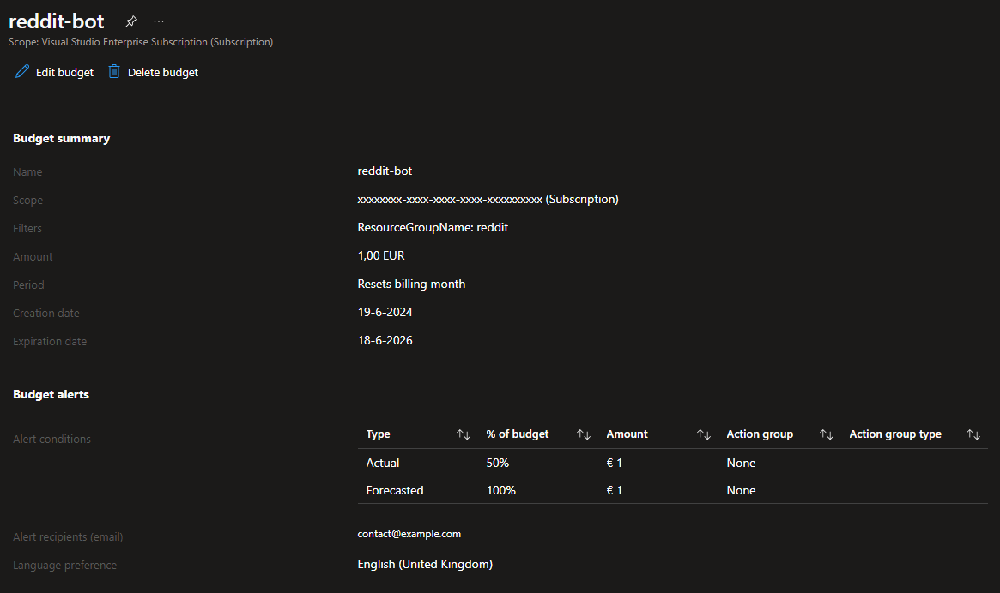 reddit-bot ...
Scope: Visual Studio Enterprise Subscription (Subscription)
Edit budget Delete budget
Budget summary
Name reddit-bot
Scope xxxxxxxx-xxxx-xxxx-xxxx-xxxxxxxxxx (Subscription)
Filters ResourceGroupName: reddit
Amount 1,00 EUR
Period Resets billing month
Creation date 19-6-2024
Expiration date 18-6-2026
Budget alerts
Alert conditions
Type ↑↓ % of budget ↑↓ Amount ↑↓ Action group ↑↓ Action group type ↑↓
Actual 50% € 1 None
Forecasted 100% € 1 None
Alert recipients (email) contact@example.com
Language preference English (United Kingdom)